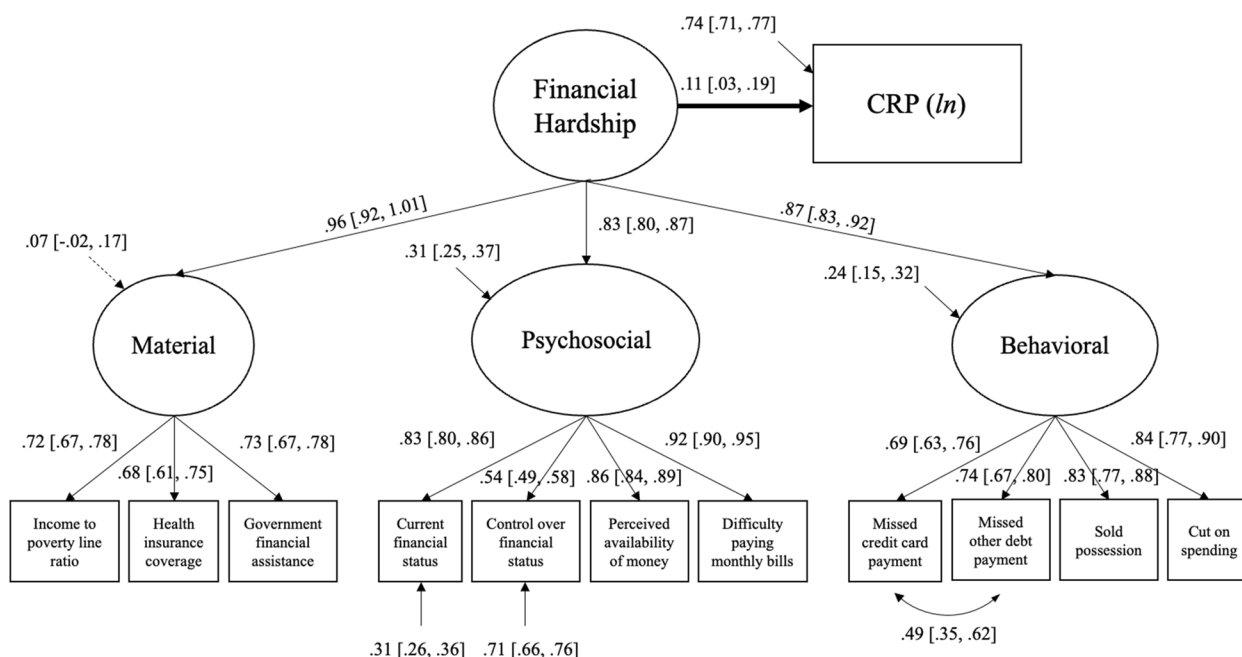 .74 [.71, .77]
Financial
Hardship
.11 [.03, .19]
CRP (ln)
.96 [.92, 1.01]
.83 [.80, .87]
.87 [.83, .92]
.07 [-.02, .17]
.31 [.25, .37]
.24 [.15, .32]
Material
Psychosocial
Behavioral
.72 [.67, .78]
.68 [.61, .75]
.73 [.67, .78]
.83 [.80, .86]
.54 [.49, .58]
.86 [.84, .89]
.92 [.90, .95]
.69 [.63, .76]
.74 [.67, .80]
.83 [.77, .88]
.84 [.77, .90]
Income to
poverty line
ratio
Health
insurance
coverage
Government
financial
assistance
Current
financial
status
Control over
financial
status
Perceived
availability
of money
Difficulty
paying
monthly bills
Missed
credit card
payment
Missed
other debt
payment
Sold
possession
Cut on
spending
.31 [.26, .36]
.71 [.66, .76]
.49 [.35, .62]